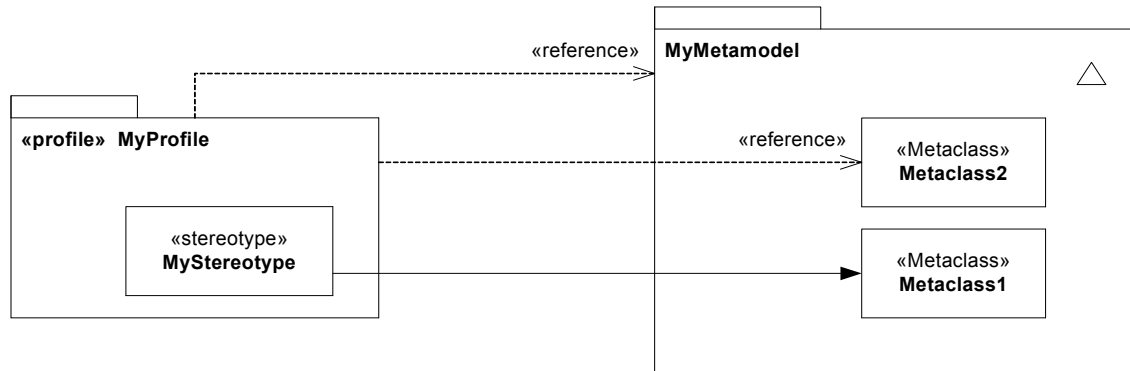 «reference»
MyMetamodel
«profile» MyProfile
«reference»
«Metaclass»
Metaclass2
«stereotype»
MyStereotype
«Metaclass»
Metaclass1